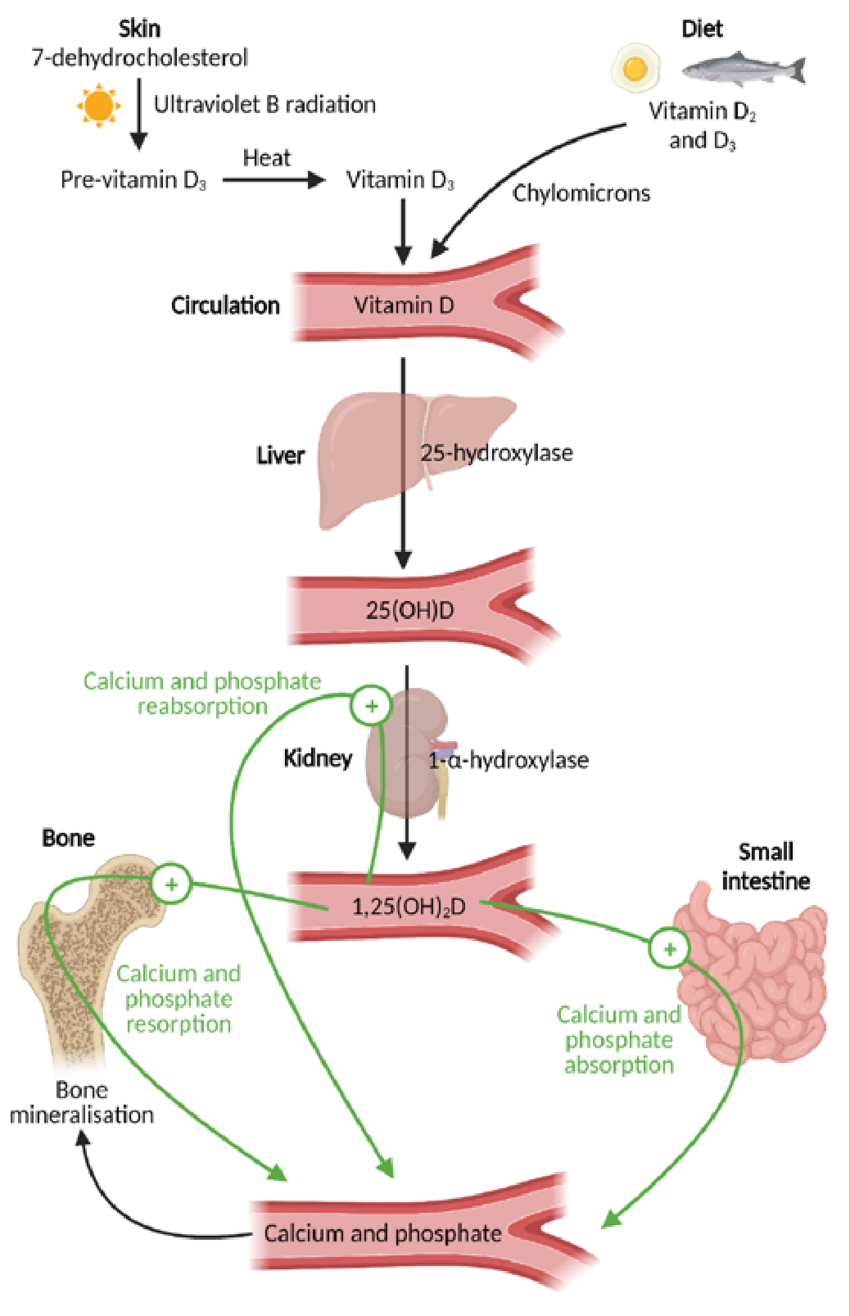 Skin
7-dehydrocholesterol
Ultraviolet B radiation
Pre-vitamin D₃
Heat
Vitamin D₃
Diet
Vitamin D₂
and D₃
Chylomicrons
Circulation
Vitamin D
Liver
25-hydroxylase
25(OH)D
Calcium and phosphate
reabsorption
+
Kidney
1-α-hydroxylase
Bone
+
1,25(OH)₂D
Small
intestine
+
Calcium and
phosphate
resorption
Calcium and
phosphate
absorption
Bone
mineralisation
Calcium and phosphate